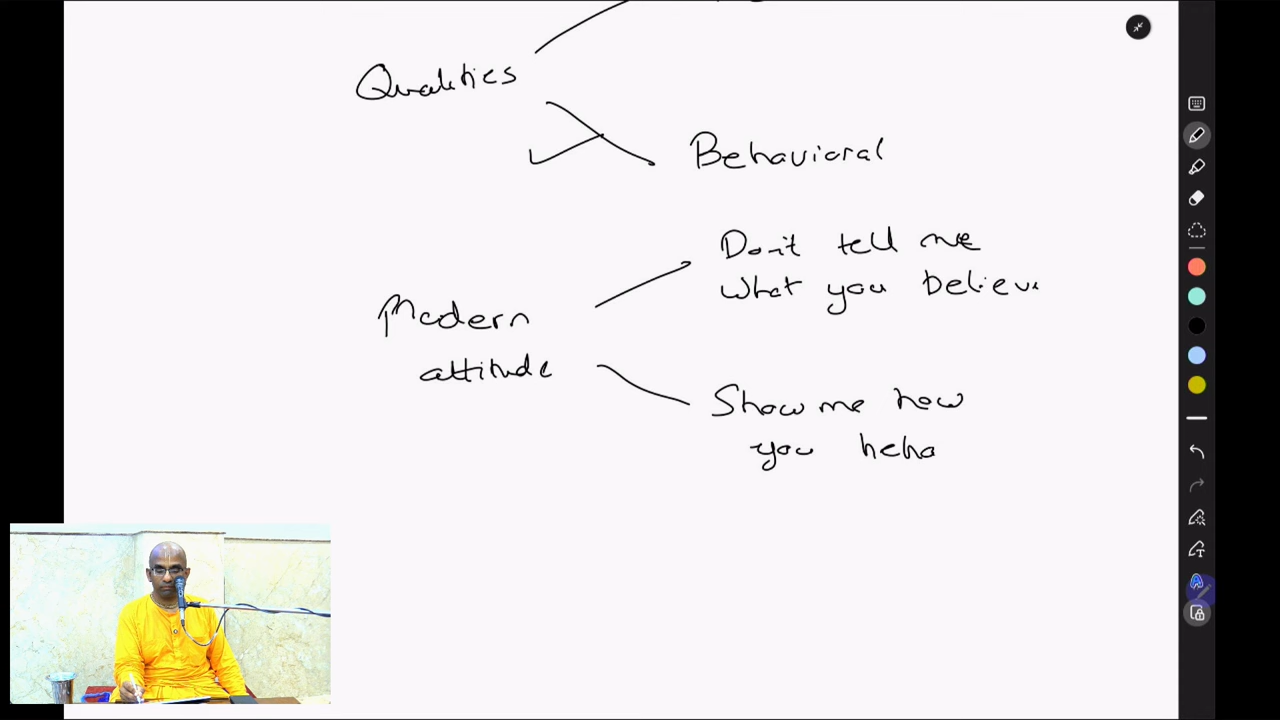 Qualities
Behavioral
Don't tell me
what you believe
Modern
attitude
Show me how
you beha